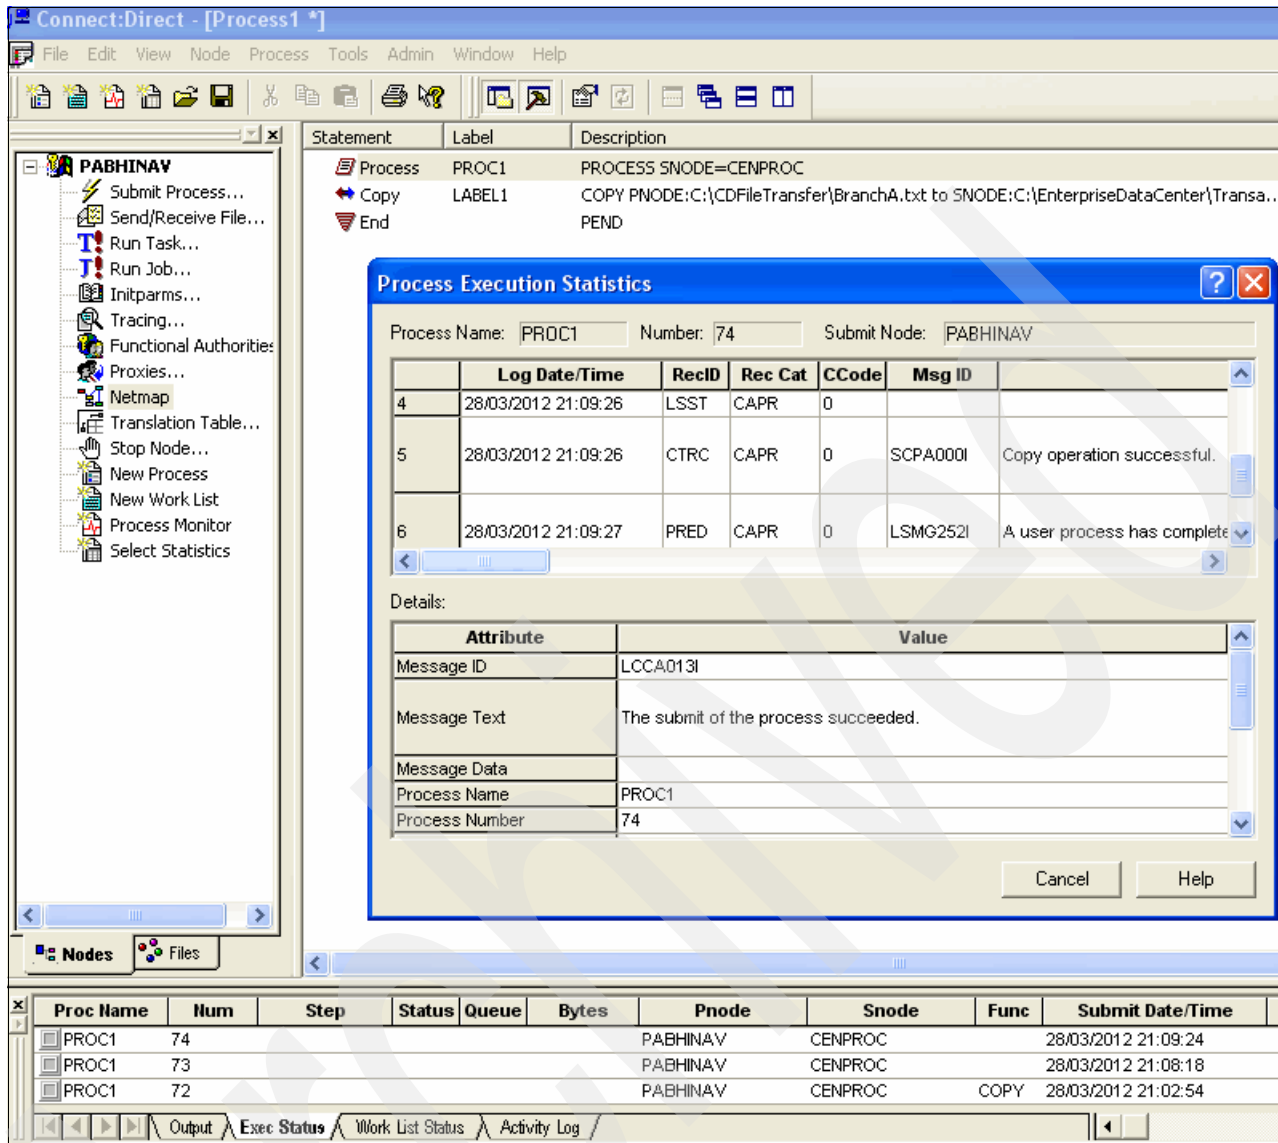 Connect:Direct - [Process1 *]
File Edit View Node Process Tools Admin Window Help
Statement Label Description
PABHINAV
Submit Process...
Send/Receive File...
Run Task...
Run Job...
Initparms...
Tracing...
Functional Authorities
Proxies...
Netmap
Translation Table...
Stop Node...
New Process
New Work List
Process Monitor
Select Statistics
Nodes Files
Process PROC1 PROCESS SNODE=CENPROC
Copy LABEL1 COPY PNODE:C:\CDFileTransfer\BranchA.txt to SNODE:C:\EnterpriseDataCenter\Transa...
End PEND
Process Execution Statistics
Process Name: PROC1 Number: 74 Submit Node: PABHINAV
Log Date/Time RecID Rec Cat CCode Msg ID
4 28/03/2012 21:09:26 LSST CAPR 0
5 28/03/2012 21:09:26 CTRC CAPR 0 SCPA000I Copy operation successful.
6 28/03/2012 21:09:27 PRED CAPR 0 LSMG252I A user process has complete
Details:
Attribute Value
Message ID LCCA013I
Message Text The submit of the process succeeded.
Message Data
Process Name PROC1
Process Number 74
Cancel Help
Proc Name Num Step Status Queue Bytes Pnode Snode Func Submit Date/Time
PROC1 74 PABHINAV CENPROC 28/03/2012 21:09:24
PROC1 73 PABHINAV CENPROC 28/03/2012 21:08:18
PROC1 72 PABHINAV CENPROC COPY 28/03/2012 21:02:54
Output Exec Status Work List Status Activity Log